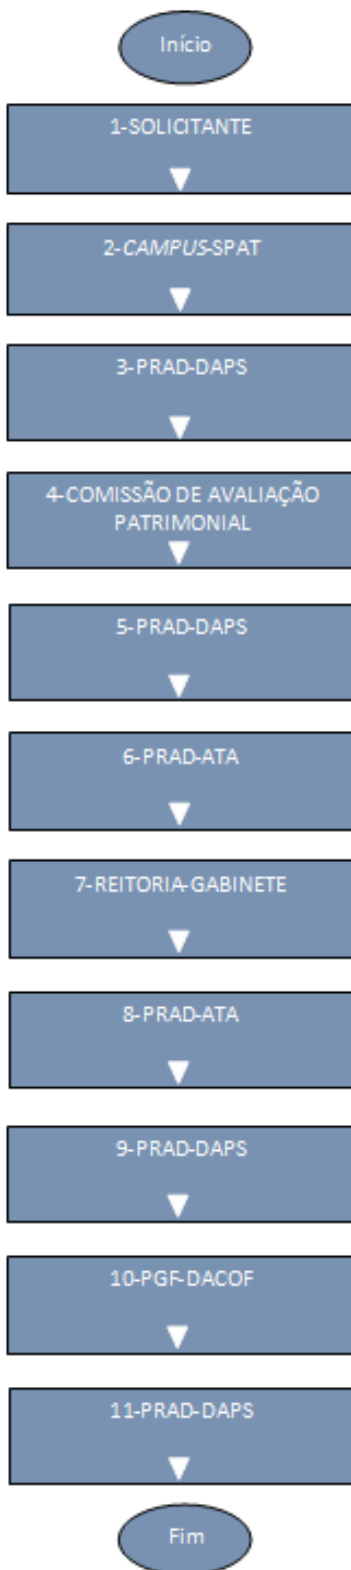 Início
1-SOLICITANTE
2-CAMPUS-SPAT
3-PRAD-DAPS
4-COMISSÃO DE AVALIAÇÃO
PATRIMONIAL
5-PRAD-DAPS
6-PRAD-ATA
7-REITORIA-GABINETE
8-PRAD-ATA
9-PRAD-DAPS
10-PGF-DACOF
11-PRAD-DAPS
Fim